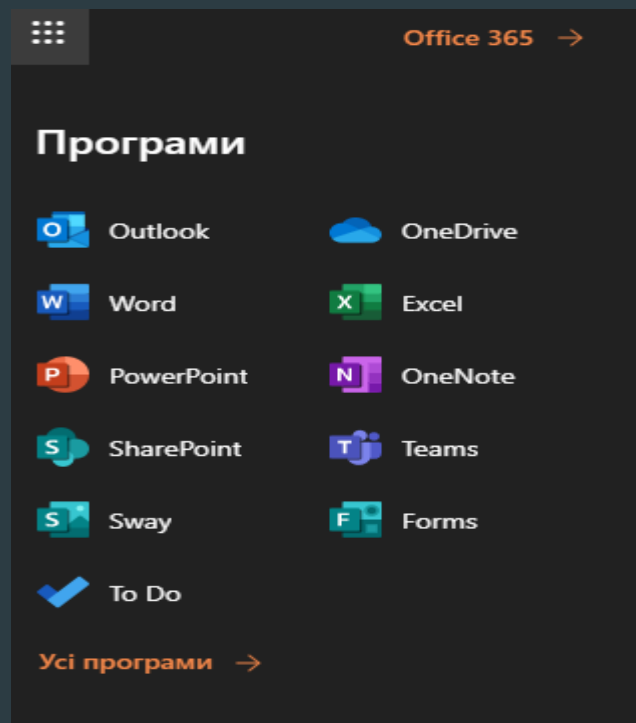 Office 365 →
Програми
Outlook
OneDrive
Word
Excel
PowerPoint
OneNote
SharePoint
Teams
Sway
Forms
To Do
Усі програми →